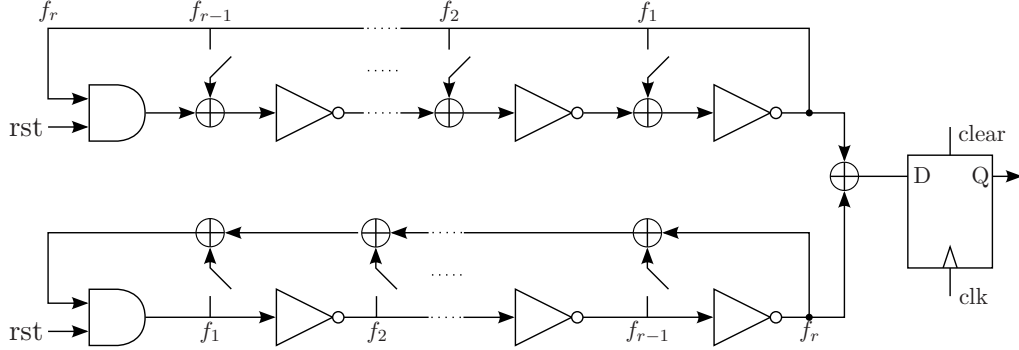 f_r f_{r-1} f_2 f_1
rst
clear
D Q
clk
rst
f_1 f_2 f_{r-1} f_r